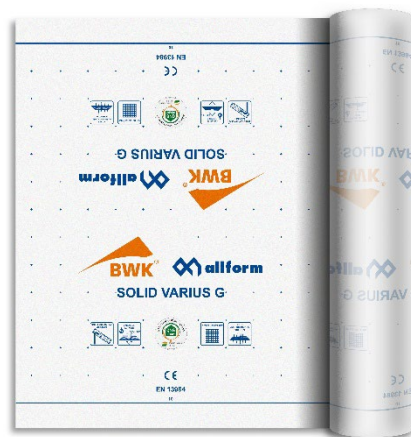 EN 13984
CE
SOLID VARIUS G
allform BWK®
BWK® allform
SOLID VARIUS G
CE
EN 13984